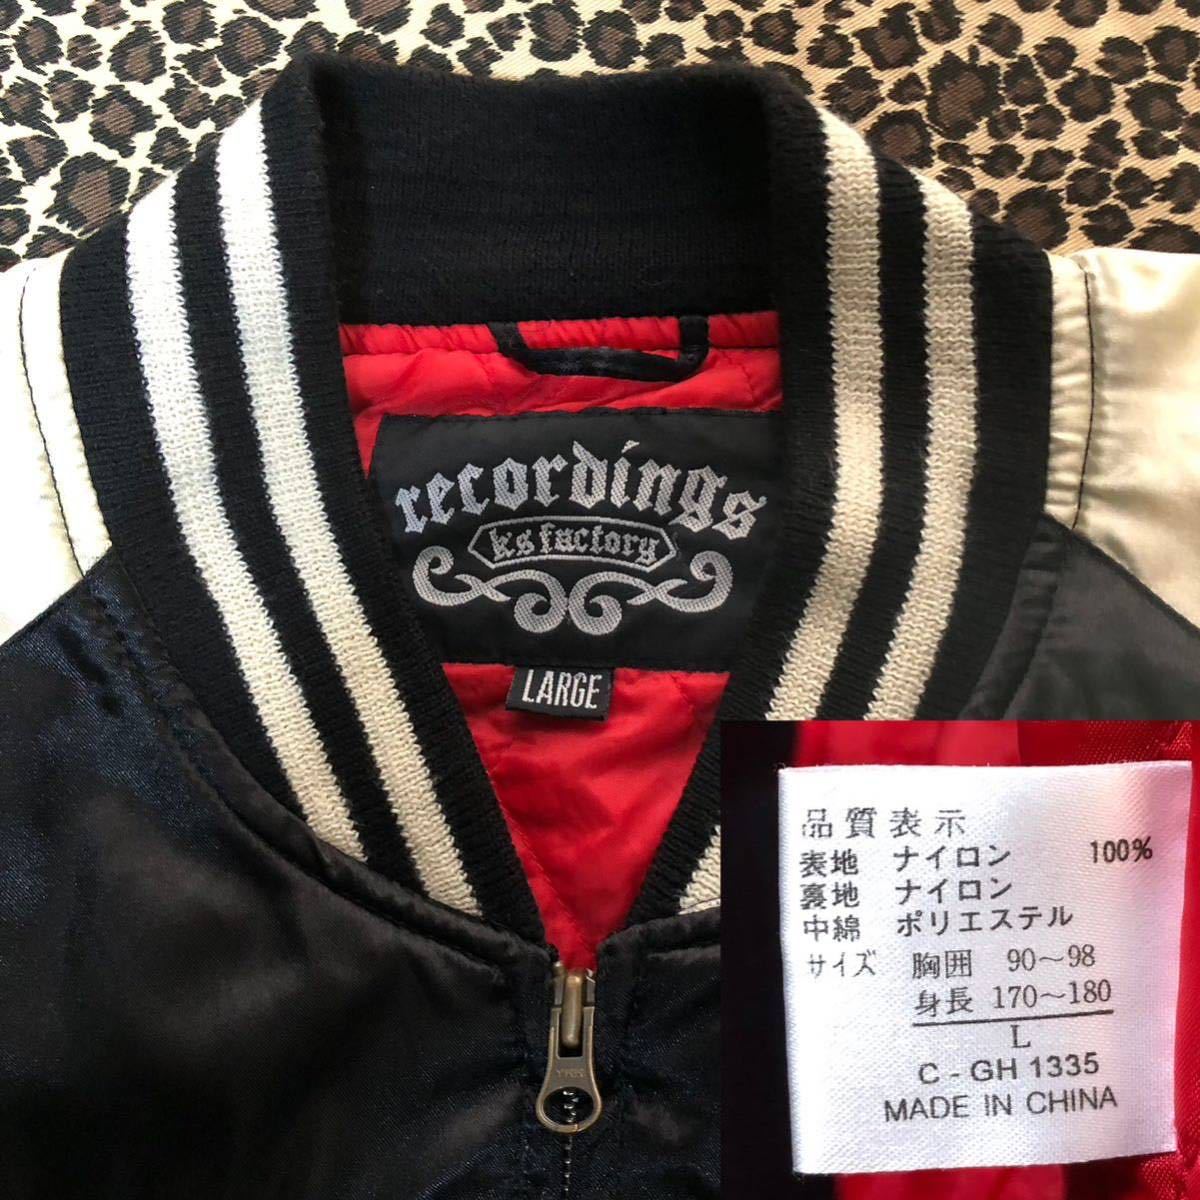 recordings
ks factory
LARGE
YKK
品質表示
表地 ナイロン 100%
裏地 ナイロン
中綿 ポリエステル
サイズ 胸囲 90～98
身長 170～180
L
C - GH 1335
MADE IN CHINA